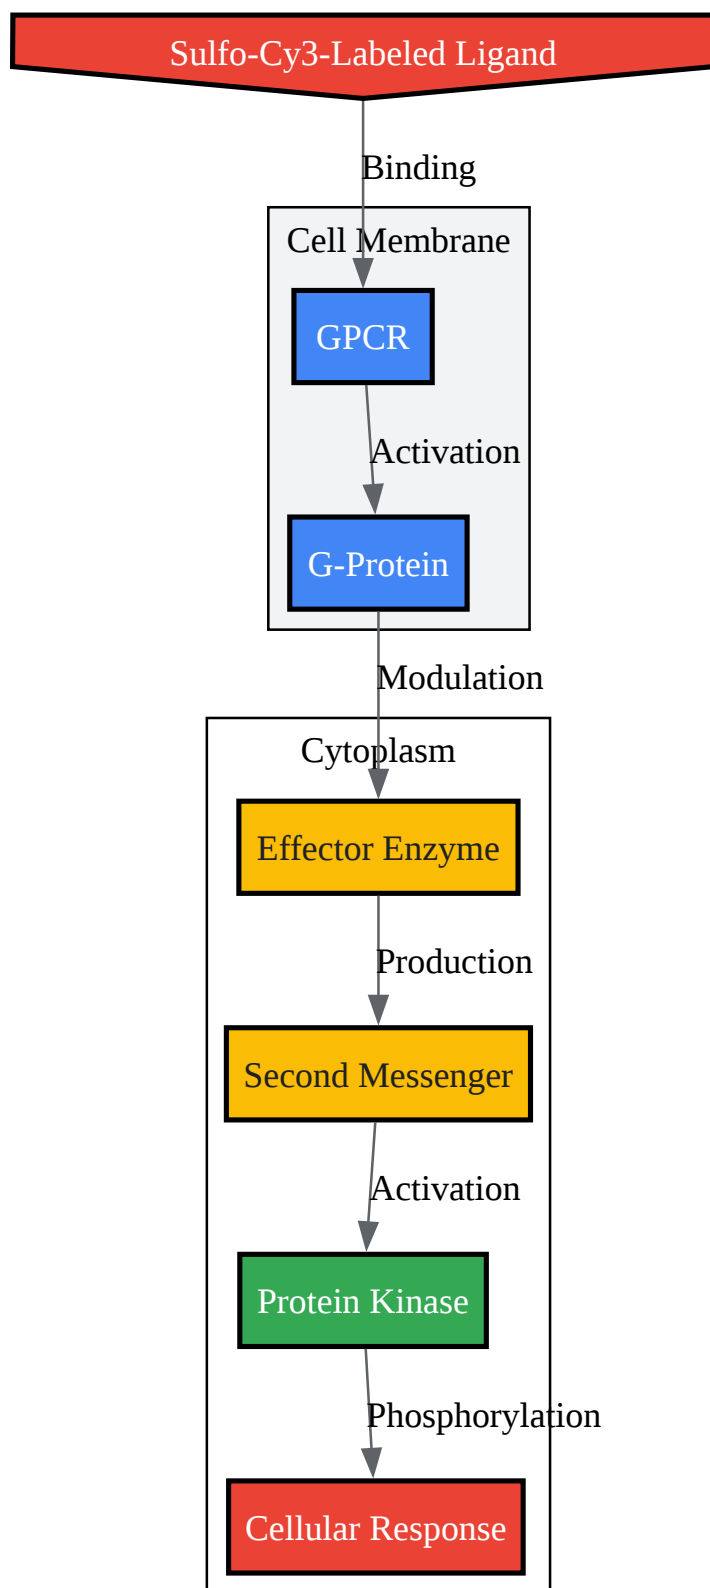 Sulfo-Cy3-Labeled Ligand
Binding
Cell Membrane
GPCR
Activation
G-Protein
Modulation
Cytoplasm
Effector Enzyme
Production
Second Messenger
Activation
Protein Kinase
Phosphorylation
Cellular Response